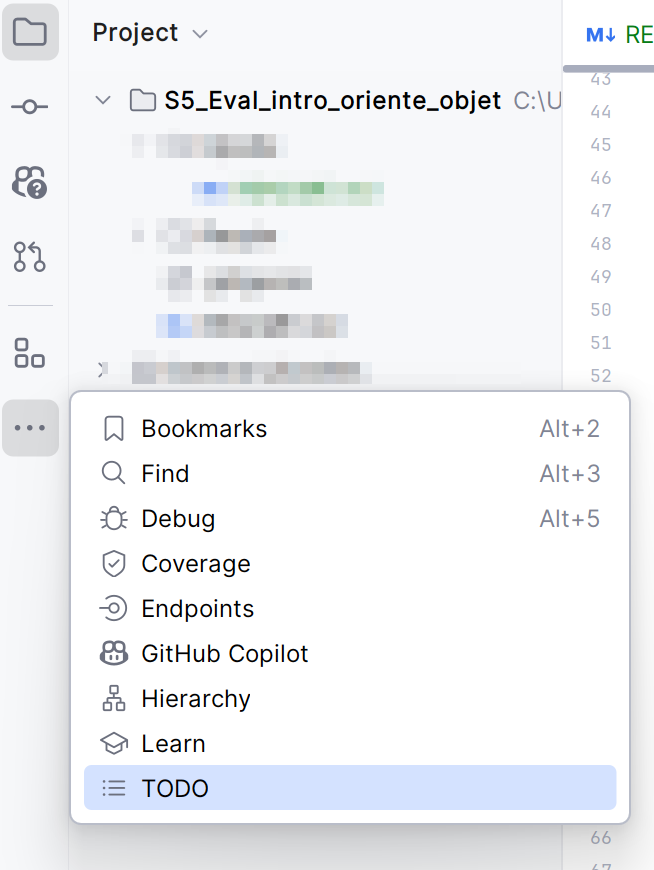 Project
RE
S5_Eval_intro_oriente_objet C:\U
43
44
45
46
47
48
49
50
51
52
Bookmarks Alt+2
Find Alt+3
Debug Alt+5
Coverage
Endpoints
GitHub Copilot
Hierarchy
Learn
TODO
66
67